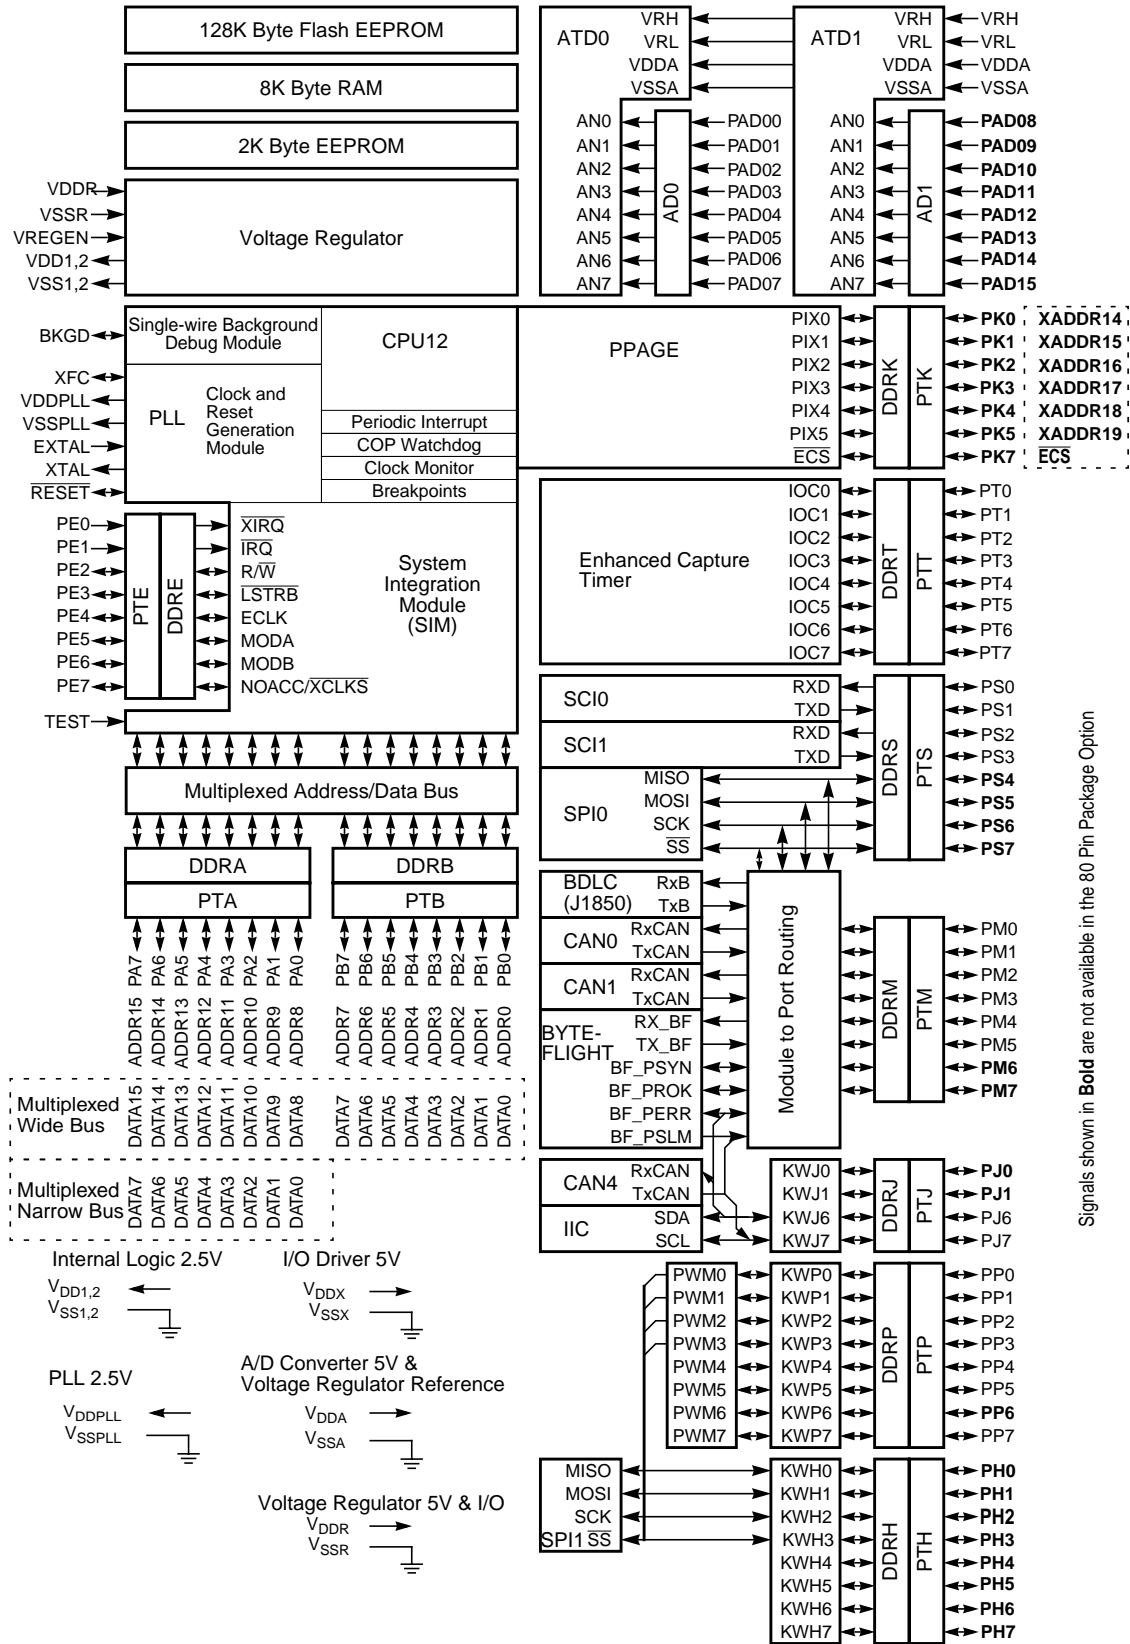 128K Byte Flash EEPROM
8K Byte RAM
2K Byte EEPROM
VDDR
VSSR
VREGEN
VDD1,2
VSS1,2
Voltage Regulator
ATD0
VRH
VRL
VDDA
VSSA
AN0
AN1
AN2
AN3
AN4
AN5
AN6
AN7
AD0
PAD00
PAD01
PAD02
PAD03
PAD04
PAD05
PAD06
PAD07
ATD1
VRH
VRL
VDDA
VSSA
VRH
VRL
VDDA
VSSA
AN0
AN1
AN2
AN3
AN4
AN5
AN6
AN7
AD1
PAD08
PAD09
PAD10
PAD11
PAD12
PAD13
PAD14
PAD15
BKGD
XFC
VDDPLL
VSSPLL
EXTAL
XTAL
RESET
Single-wire Background
Debug Module
CPU12
PLL
Clock and
Reset
Generation
Module
Periodic Interrupt
COP Watchdog
Clock Monitor
Breakpoints
PPAGE
PIX0
PIX1
PIX2
PIX3
PIX4
PIX5
ECS
DDRK
PTK
PK0 XADDR14
PK1 XADDR15
PK2 XADDR16
PK3 XADDR17
PK4 XADDR18
PK5 XADDR19
PK7 ECS
PE0
PE1
PE2
PE3
PE4
PE5
PE6
PE7
TEST
PTE
DDRE
XIRQ
IRQ
R/W
LSTRB
ECLK
MODA
MODB
NOACC/XCLKS
System
Integration
Module
(SIM)
Enhanced Capture
Timer
IOC0
IOC1
IOC2
IOC3
IOC4
IOC5
IOC6
IOC7
DDRT
PTT
PT0
PT1
PT2
PT3
PT4
PT5
PT6
PT7
SCI0
RXD
TXD
SCI1
RXD
TXD
SPI0
MISO
MOSI
SCK
SS
DDRS
PTS
PS0
PS1
PS2
PS3
PS4
PS5
PS6
PS7
Multiplexed Address/Data Bus
DDRA
DDRB
PTA
PTB
PA7
PA6
PA5
PA4
PA3
PA2
PA1
PA0
PB7
PB6
PB5
PB4
PB3
PB2
PB1
PB0
ADDR15
ADDR14
ADDR13
ADDR12
ADDR11
ADDR10
ADDR9
ADDR8
ADDR7
ADDR6
ADDR5
ADDR4
ADDR3
ADDR2
ADDR1
ADDR0
Multiplexed
Wide Bus
DATA15
DATA14
DATA13
DATA12
DATA11
DATA10
DATA9
DATA8
DATA7
DATA6
DATA5
DATA4
DATA3
DATA2
DATA1
DATA0
Multiplexed
Narrow Bus
DATA7
DATA6
DATA5
DATA4
DATA3
DATA2
DATA1
DATA0
BDLC
(J1850)
RxB
TxB
CAN0
RxCAN
TxCAN
CAN1
RxCAN
TxCAN
BYTE-
FLIGHT
RX_BF
TX_BF
BF_PSYN
BF_PROK
BF_PERR
BF_PSLM
Module to Port Routing
DDRM
PTM
PM0
PM1
PM2
PM3
PM4
PM5
PM6
PM7
CAN4
RxCAN
TxCAN
IIC
SDA
SCL
KWJ0
KWJ1
KWJ6
KWJ7
DDRJ
PTJ
PJ0
PJ1
PJ6
PJ7
PWM0
PWM1
PWM2
PWM3
PWM4
PWM5
PWM6
PWM7
KWP0
KWP1
KWP2
KWP3
KWP4
KWP5
KWP6
KWP7
DDRP
PTP
PP0
PP1
PP2
PP3
PP4
PP5
PP6
PP7
MISO
MOSI
SCK
SPI1 SS
KWH0
KWH1
KWH2
KWH3
KWH4
KWH5
KWH6
KWH7
DDRH
PTH
PH0
PH1
PH2
PH3
PH4
PH5
PH6
PH7
Internal Logic 2.5V
VDD1,2
VSS1,2
I/O Driver 5V
VDDX
VSSX
PLL 2.5V
VDDPLL
VSSPLL
A/D Converter 5V &
Voltage Regulator Reference
VDDA
VSSA
Voltage Regulator 5V & I/O
VDDR
VSSR
Signals shown in Bold are not available in the 80 Pin Package Option